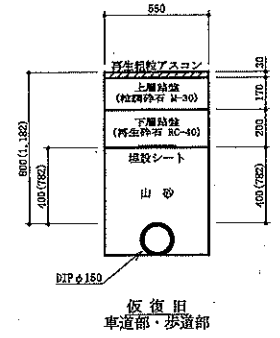 550
再生粗粒アスコン
上層路盤
(粒調砕石 M-30)
下層路盤
(再生砕石 RC-40)
埋設シート
山 砂
DIPφ150
30
170
200
400(782)
800(1,182)
400(782)
仮復旧
車道部・歩道部